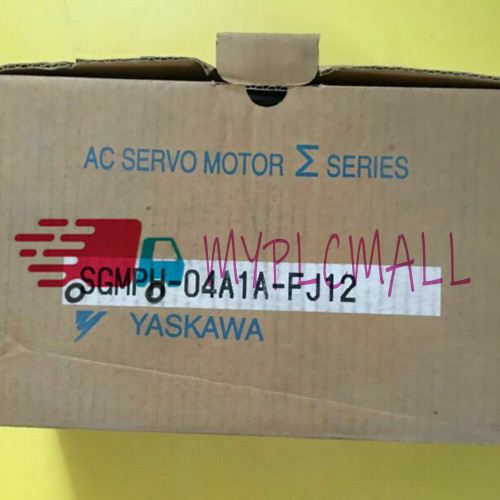 AC SERVO MOTOR Σ SERIES
MYPLCMALL
SGMPH-04A1A-FJ12
YASKAWA